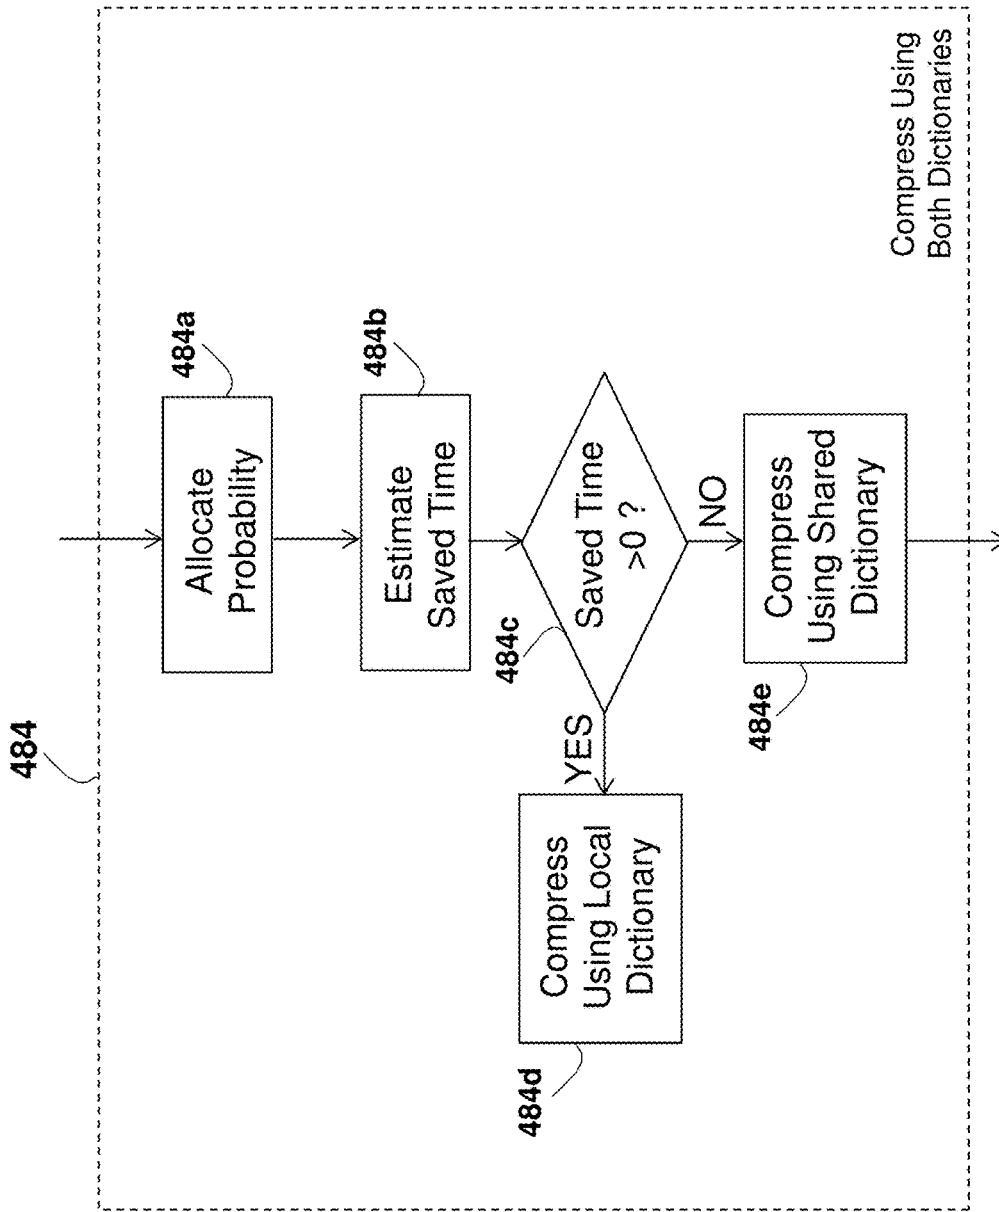 484
484a
Allocate
Probability
484b
Estimate
Saved Time
484c
Saved Time
>0 ?
YES
NO
484d
Compress
Using Local
Dictionary
484e
Compress
Using Shared
Dictionary
Compress Using
Both Dictionaries